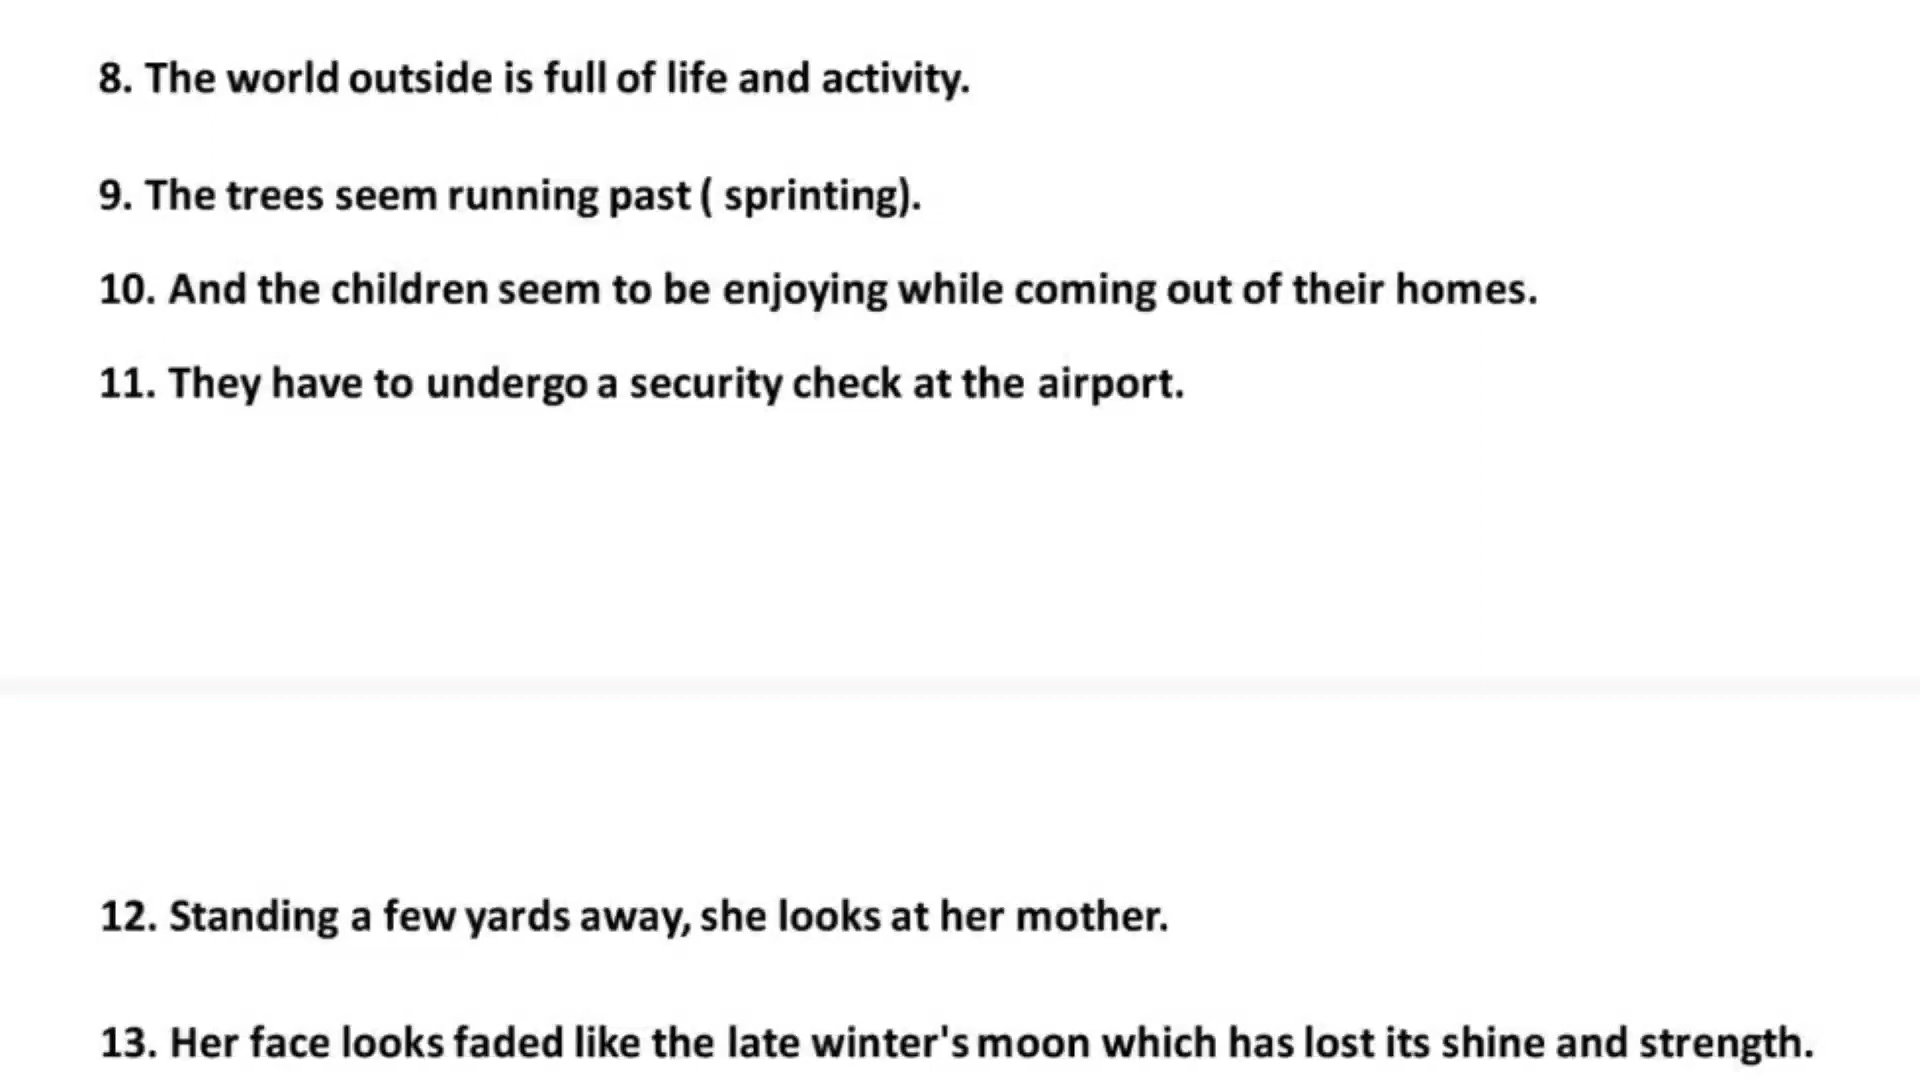 8. The world outside is full of life and activity.
9. The trees seem running past ( sprinting).
10. And the children seem to be enjoying while coming out of their homes.
11. They have to undergo a security check at the airport.
12. Standing a few yards away, she looks at her mother.
13. Her face looks faded like the late winter's moon which has lost its shine and strength.